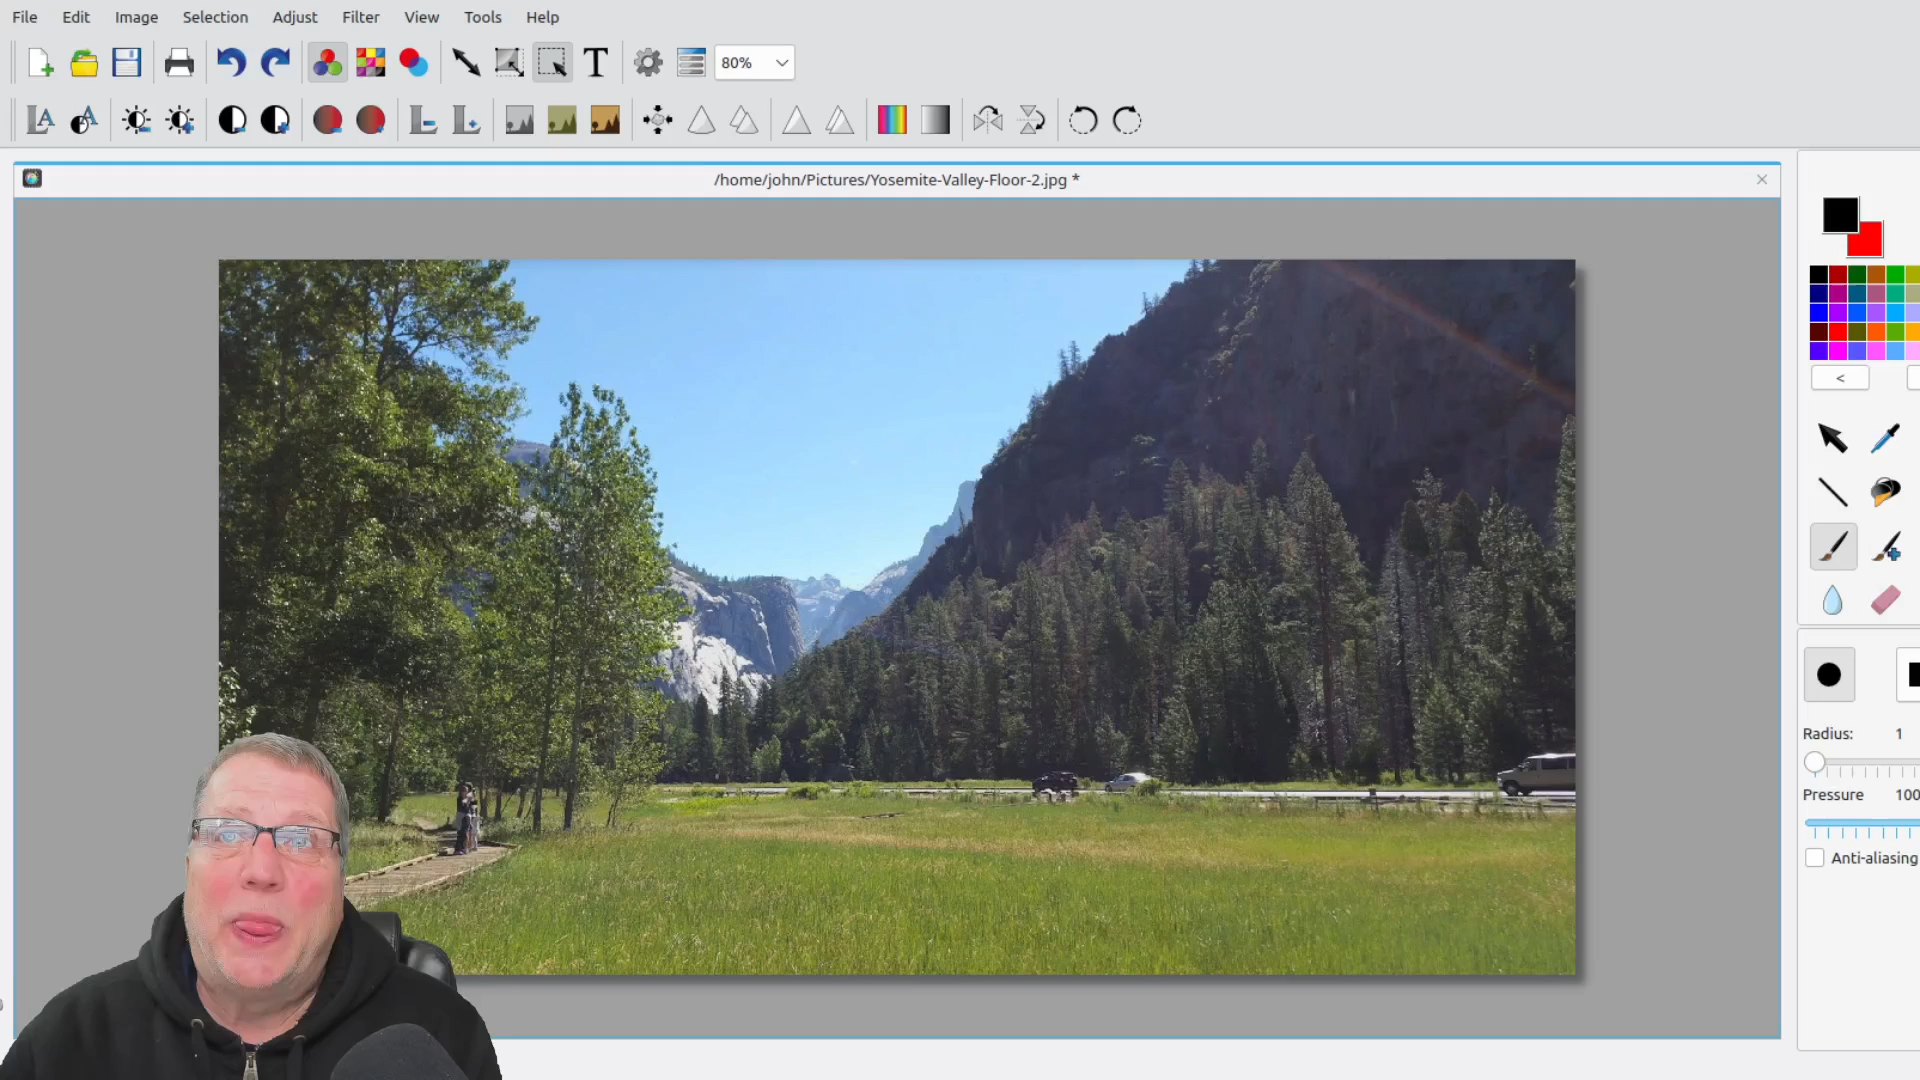 File Edit Image Selection Adjust Filter View Tools Help
T 80%
/home/john/Pictures/Yosemite-Valley-Floor-2.jpg *
<
Radius: 1
Pressure 100
Anti-aliasing